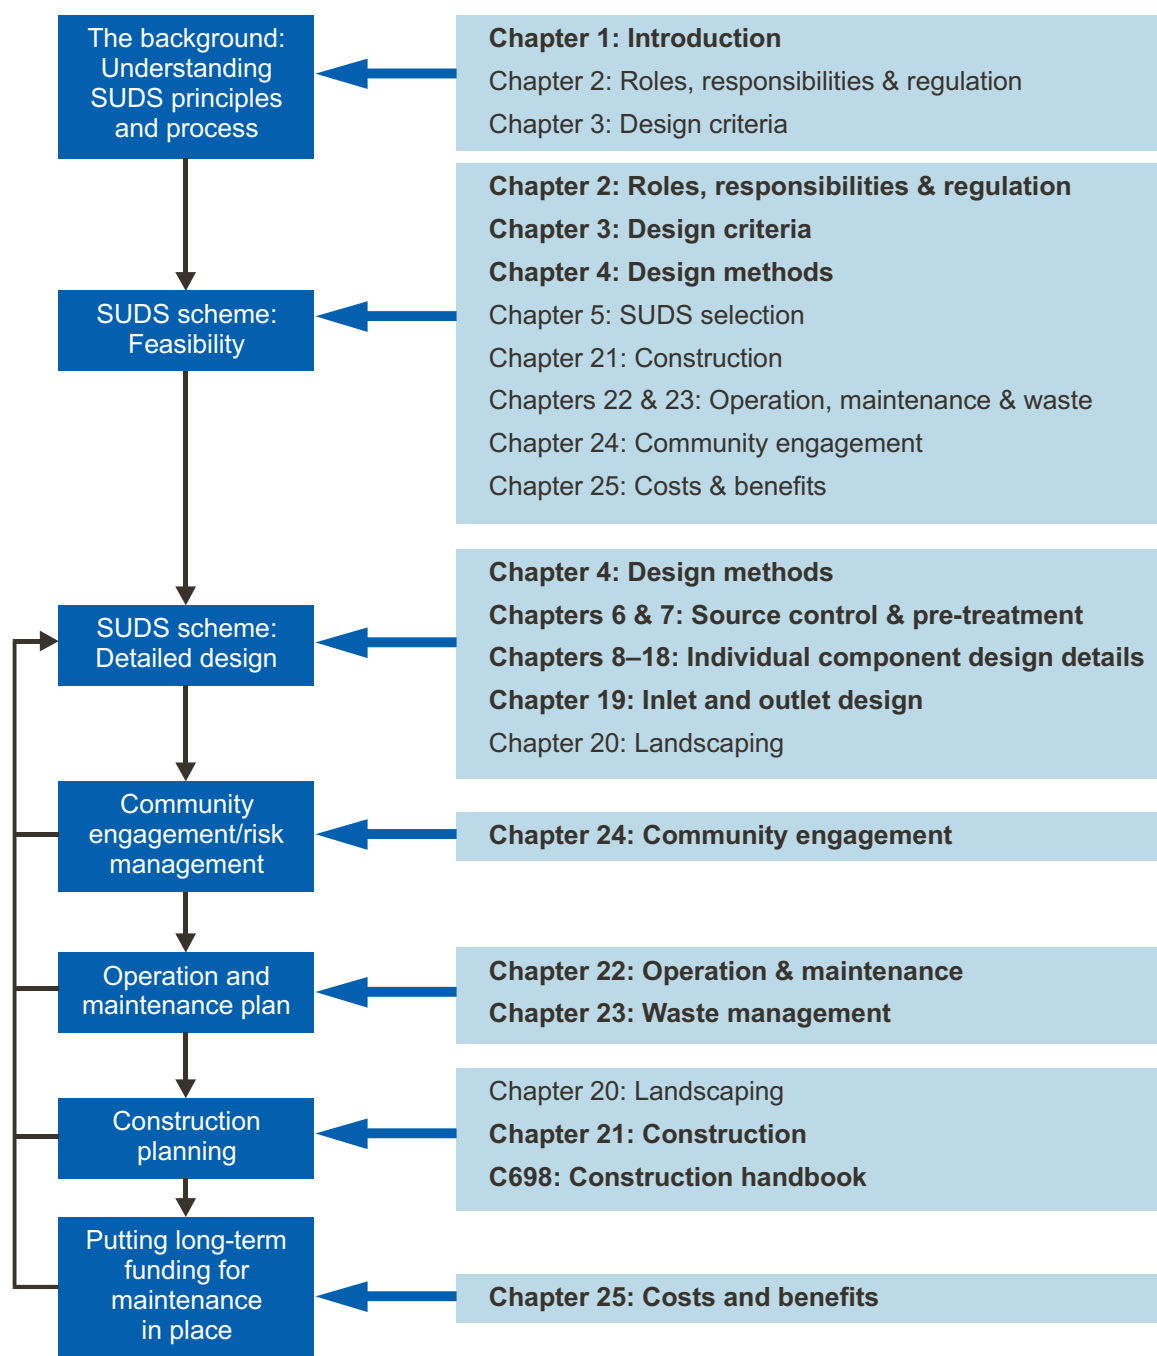 The background:
Understanding
SUDS principles
and process
Chapter 1: Introduction
Chapter 2: Roles, responsibilities & regulation
Chapter 3: Design criteria
SUDS scheme:
Feasibility
Chapter 2: Roles, responsibilities & regulation
Chapter 3: Design criteria
Chapter 4: Design methods
Chapter 5: SUDS selection
Chapter 21: Construction
Chapters 22 & 23: Operation, maintenance & waste
Chapter 24: Community engagement
Chapter 25: Costs & benefits
SUDS scheme:
Detailed design
Chapter 4: Design methods
Chapters 6 & 7: Source control & pre-treatment
Chapters 8–18: Individual component design details
Chapter 19: Inlet and outlet design
Chapter 20: Landscaping
Community
engagement/risk
management
Chapter 24: Community engagement
Operation and
maintenance plan
Chapter 22: Operation & maintenance
Chapter 23: Waste management
Construction
planning
Chapter 20: Landscaping
Chapter 21: Construction
C698: Construction handbook
Putting long-term
funding for
maintenance
in place
Chapter 25: Costs and benefits